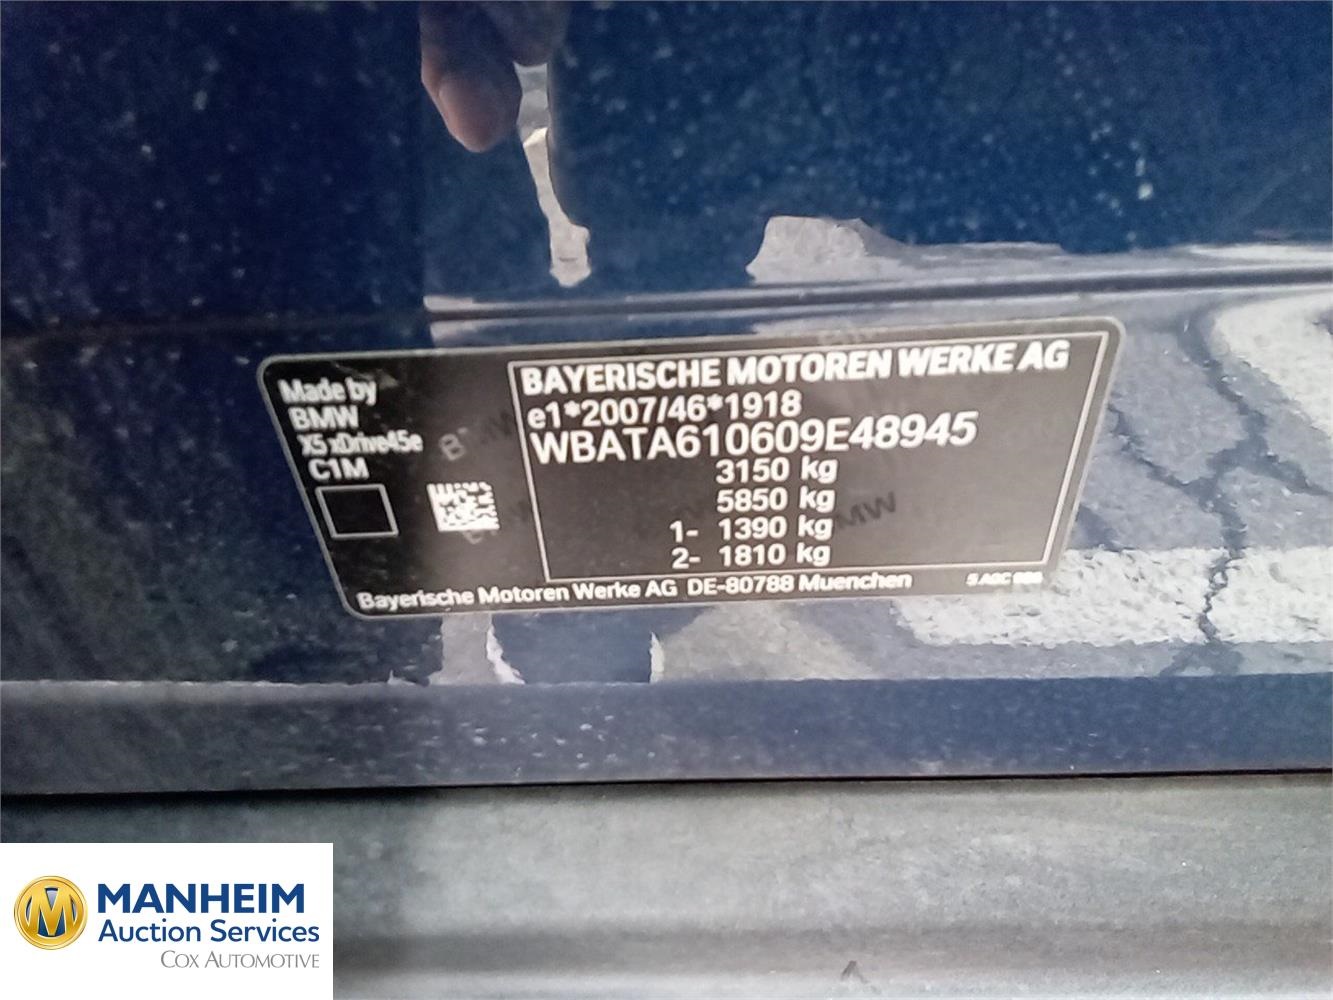 Made by
BMW
X5 xDrive45e
C1M
BAYERISCHE MOTOREN WERKE AG
e1*2007/46*1918
WBATA610609E48945
3150 kg
5850 kg
1- 1390 kg
2- 1810 kg
Bayerische Motoren Werke AG DE-80788 Muenchen
MANHEIM
Auction Services
COX AUTOMOTIVE